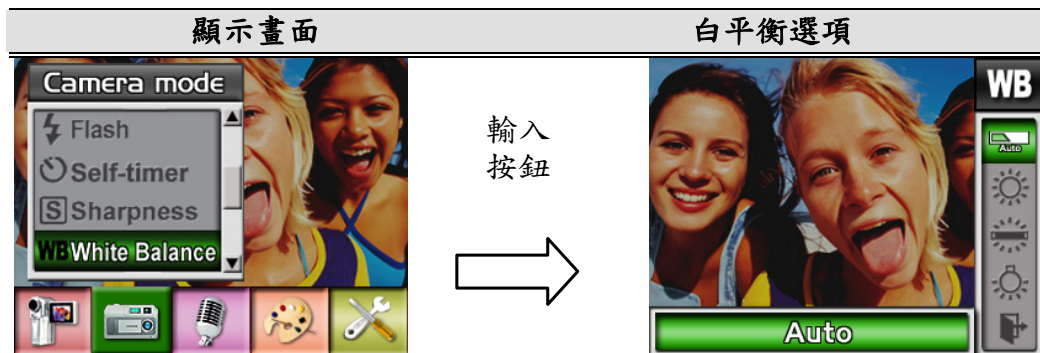 顯示畫面
白平衡選項
Camera mode
Flash
Self-timer
S Sharpness
WB White Balance
輸入
按鈕
WB
Auto
Auto